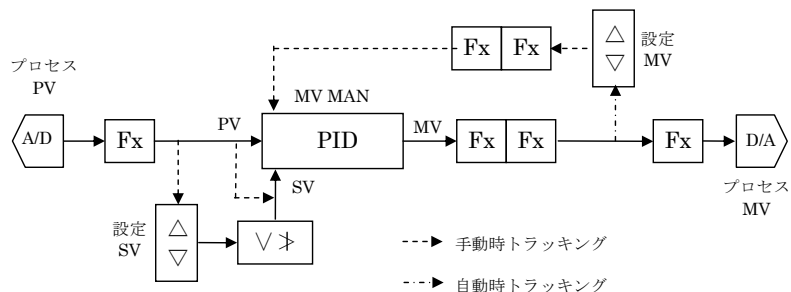 Fx Fx
△
▽
設定
MV
プロセス
PV
MV MAN
A/D
Fx
PV
PID
MV
Fx Fx
Fx
D/A
SV
プロセス
MV
設定
SV
△
▽
手動時トラッキング
自動時トラッキング